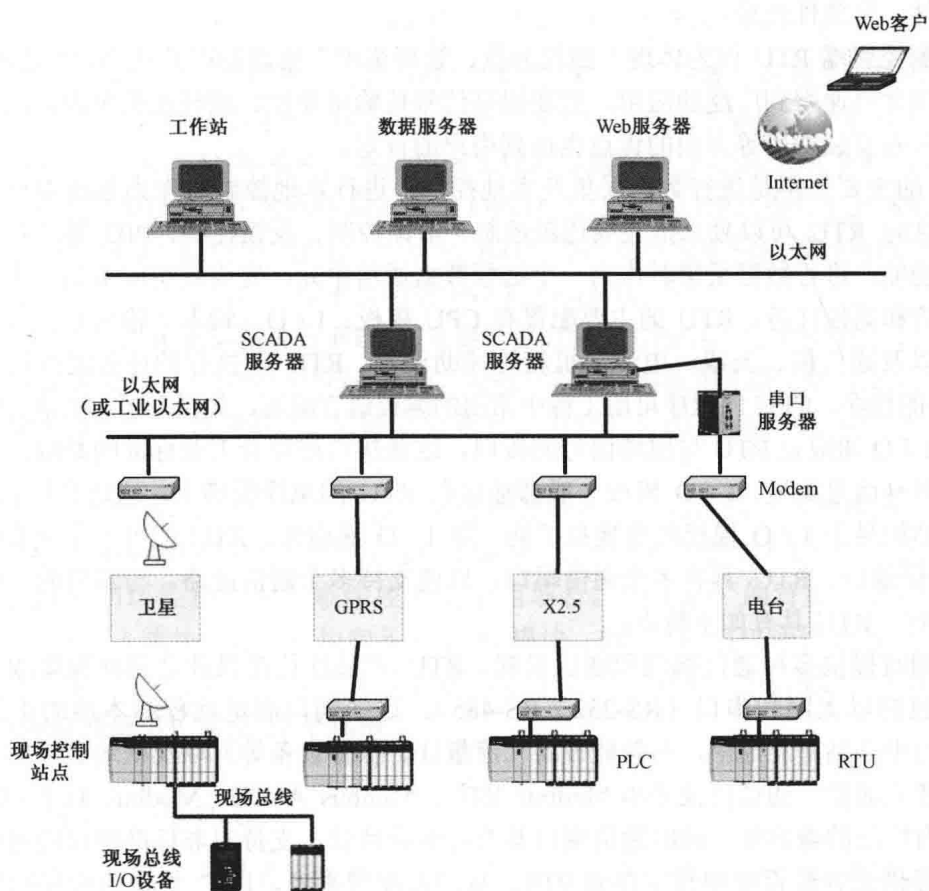 Web客户
工作站
数据服务器
Web服务器
Internet
Internet
以太网
SCADA
服务器
SCADA
服务器
以太网
（或工业以太网）
串口
服务器
Modem
卫星
GPRS
X2.5
电台
现场控制
站点
PLC
RTU
现场总线
现场总线
I/O设备